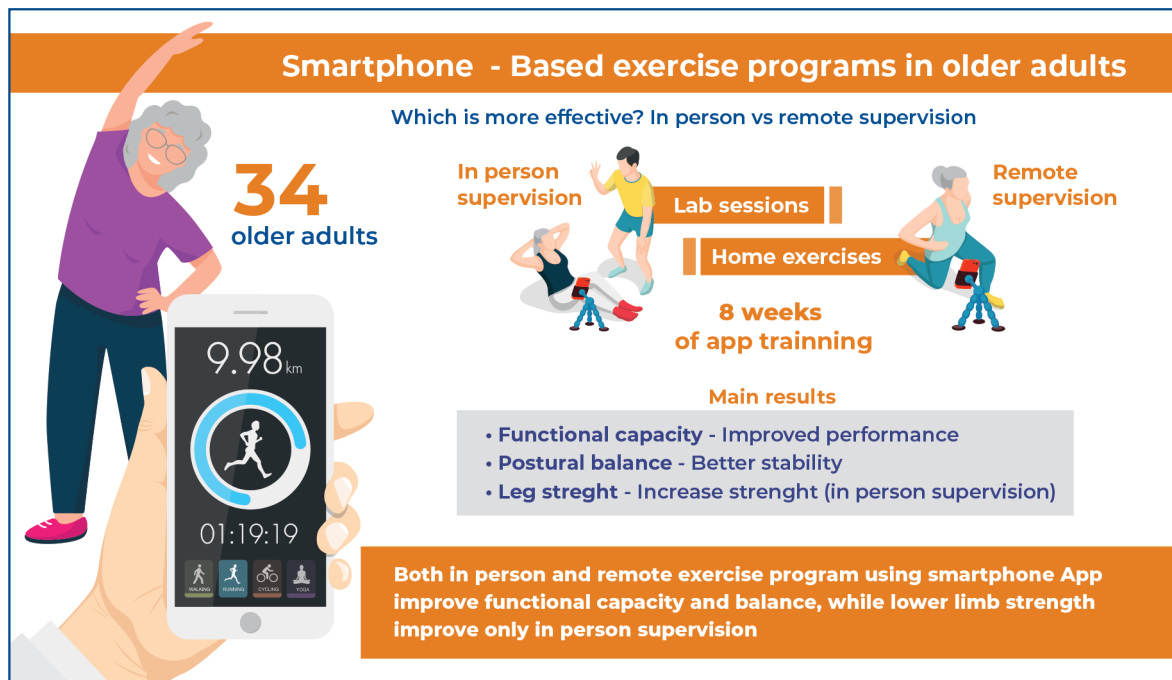 Smartphone - Based exercise programs in older adults
Which is more effective? In person vs remote supervision
34
older adults
In person
supervision
Lab sessions
Home exercises
Remote
supervision
8 weeks
of app trainning
Main results
• Functional capacity - Improved performance
• Postural balance - Better stability
• Leg streght - Increase strenght (in person supervision)
9.98 km
01:19:19
WALKING
RUNNING
CYCLING
YOGA
Both in person and remote exercise program using smartphone App
improve functional capacity and balance, while lower limb strength
improve only in person supervision